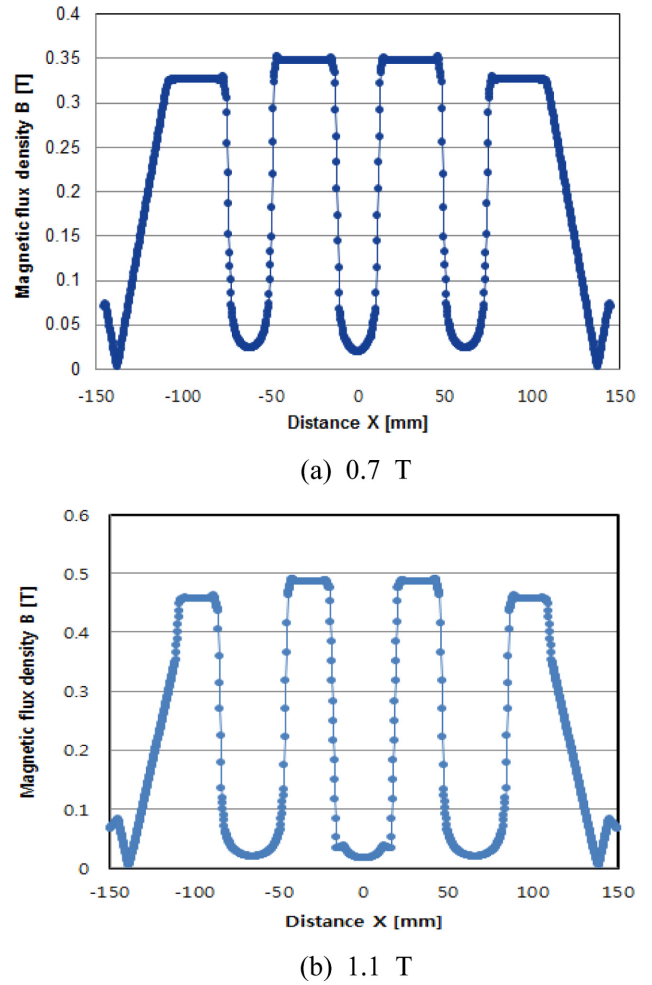 0.4
0.35
0.3
0.25
0.2
0.15
0.1
0.05
0
Magnetic flux density B [T]
-150 -100 -50 0 50 100 150
Distance X [mm]
(a) 0.7 T
0.6
0.5
0.4
0.3
0.2
0.1
0
Magnetic flux density B [T]
-150 -100 -50 0 50 100 150
Distance X [mm]
(b) 1.1 T